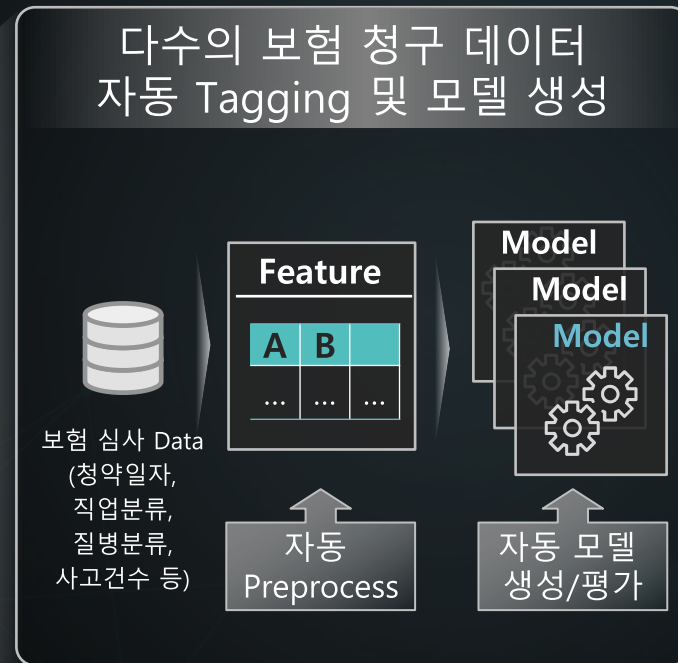 다수의 보험 청구 데이터
자동 Tagging 및 모델 생성
보험 심사 Data
(청약일자,
직업분류,
질병분류,
사고건수 등)
Feature
A B
... ... ...
자동
Preprocess
Model
Model
Model
자동 모델
생성/평가